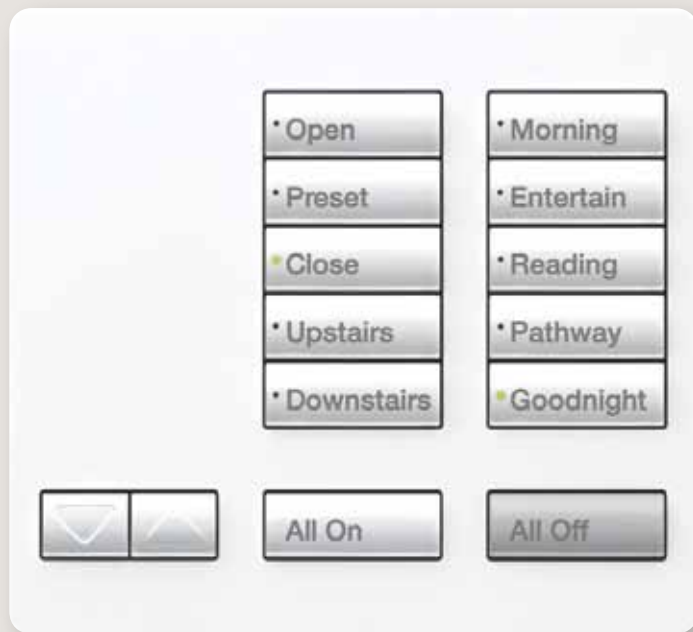 Open
Preset
Close
Upstairs
Downstairs
Morning
Entertain
Reading
Pathway
Goodnight
All On
All Off